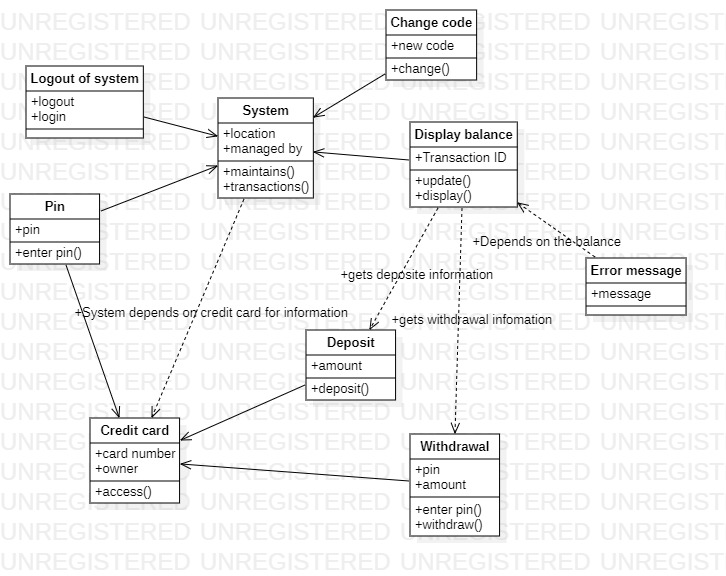 Change code
+new code
+change()
Logout of system
+logout
+login
System
+location
+managed by
+maintains()
+transactions()
Display balance
+Transaction ID
+update()
+display()
Pin
+pin
+enter pin()
+Depends on the balance
Error message
+message
+gets deposite information
+System depends on credit card for information
+gets withdrawal infomation
Deposit
+amount
+deposit()
Credit card
+card number
+owner
+access()
Withdrawal
+pin
+amount
+enter pin()
+withdraw()
UNREGISTERED